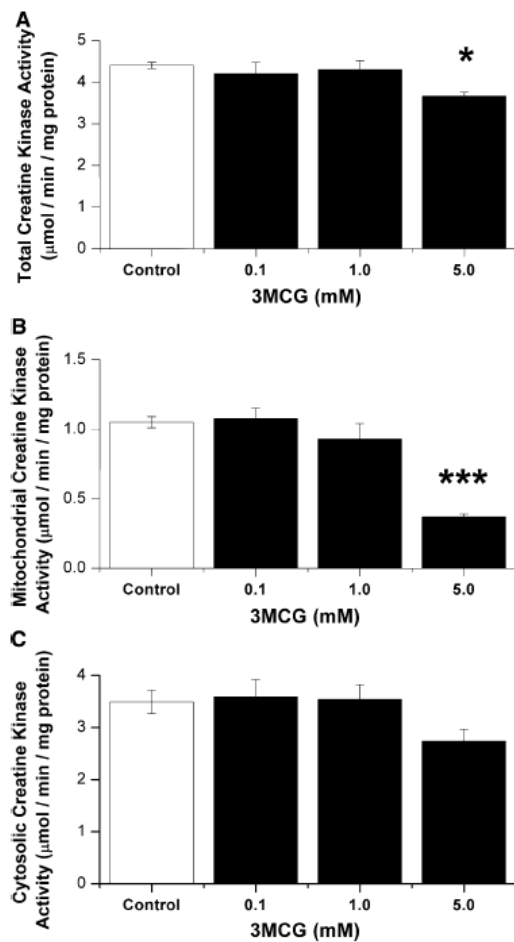 A
Total Creatine Kinase Activity
(μmol / min / mg protein)
5
4
3
2
1
0
*
Control
0.1
1.0
5.0
3MCG (mM)
B
Mitochondrial Creatine Kinase
Activity (μmol / min / mg protein)
1.5
1.0
0.5
0.0
***
Control
0.1
1.0
5.0
3MCG (mM)
C
Cytosolic Creatine Kinase
Activity (μmol / min / mg protein)
4
3
2
1
0
Control
0.1
1.0
5.0
3MCG (mM)